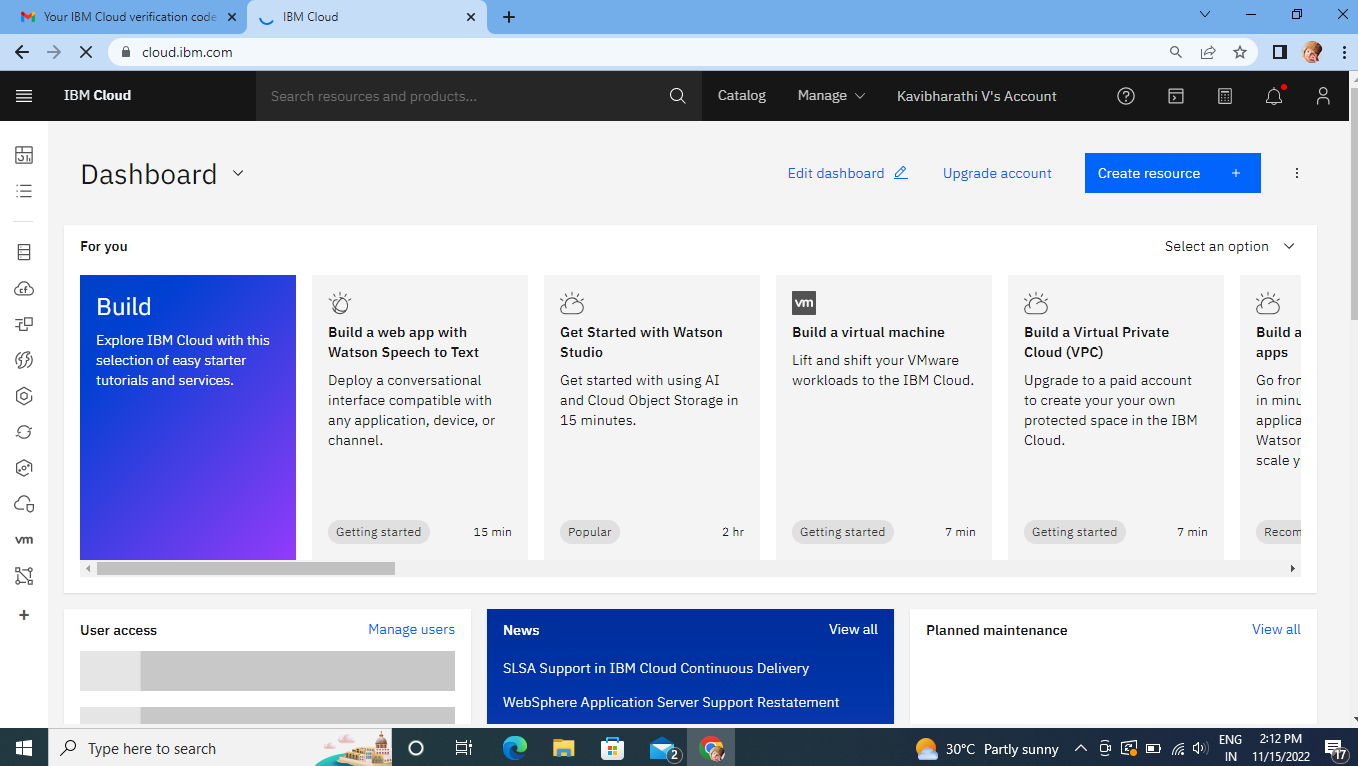 Your IBM Cloud verification code
IBM Cloud
cloud.ibm.com
IBM Cloud
Search resources and products...
Catalog
Manage
Kavibharathi V's Account
Dashboard
Edit dashboard
Upgrade account
Create resource +
For you
Select an option
Build
Explore IBM Cloud with this
selection of easy starter
tutorials and services.
Build a web app with
Watson Speech to Text
Deploy a conversational
interface compatible with
any application, device, or
channel.
Getting started
15 min
Get Started with Watson
Studio
Get started with using AI
and Cloud Object Storage in
15 minutes.
Popular
2 hr
vm
Build a virtual machine
Lift and shift your VMware
workloads to the IBM Cloud.
Getting started
7 min
Build a Virtual Private
Cloud (VPC)
Upgrade to a paid account
to create your your own
protected space in the IBM
Cloud.
Getting started
7 min
Build a
apps
Go from
in minu
applica
Watson
scale y
Recom
cf
vm
User access
Manage users
News
View all
SLSA Support in IBM Cloud Continuous Delivery
WebSphere Application Server Support Restatement
Planned maintenance
View all
Type here to search
2
30°C Partly sunny
ENG
IN
2:12 PM
11/15/2022
17